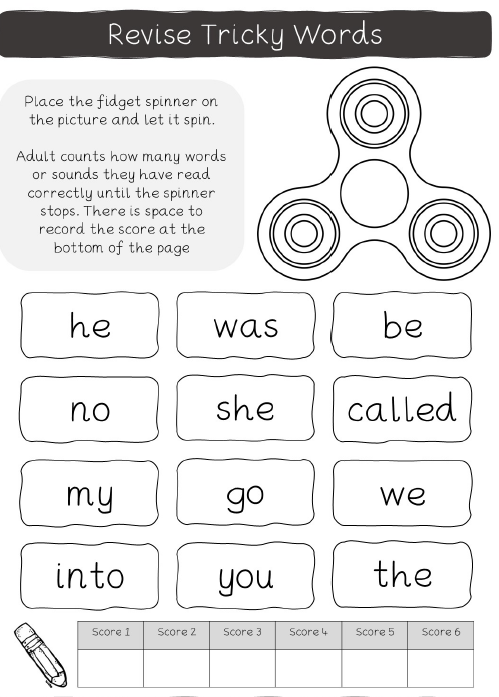 Revise Tricky Words
Place the fidget spinner on
the picture and let it spin.
Adult counts how many words
or sounds they have read
correctly until the spinner
stops. There is space to
record the score at the
bottom of the page
he was be
no she called
my go we
into you the
Score 1 Score 2 Score 3 Score 4 Score 5 Score 6